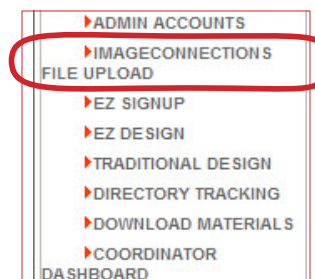 ADMIN ACCOUNTS
IMAGECONNECTIONS
FILE UPLOAD
EZ SIGNUP
EZ DESIGN
TRADITIONAL DESIGN
DIRECTORY TRACKING
DOWNLOAD MATERIALS
COORDINATOR
DASHBOARD